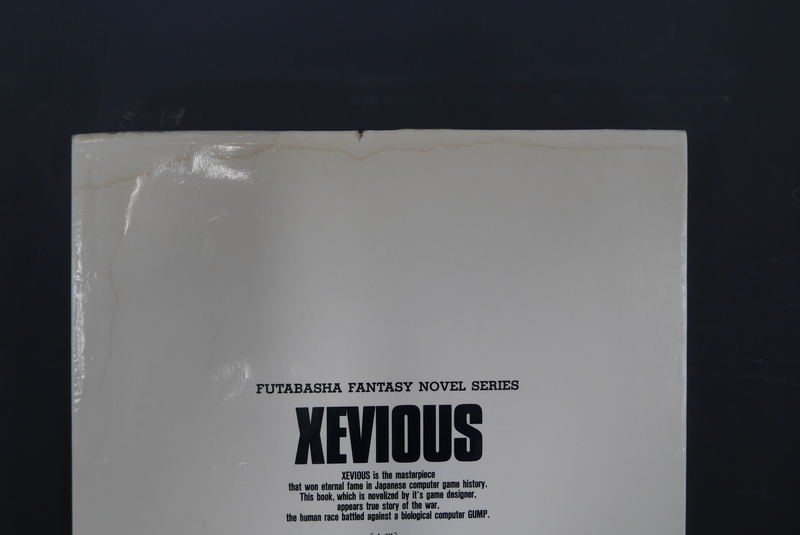 FUTABASHA FANTASY NOVEL SERIES
XEVIOUS
XEVIOUS is the masterpiece
that won eternal fame in Japanese computer game history.
This book, which is novelized by it's game designer,
appears true story of the war,
the human race battled against a biological computer GUMP.